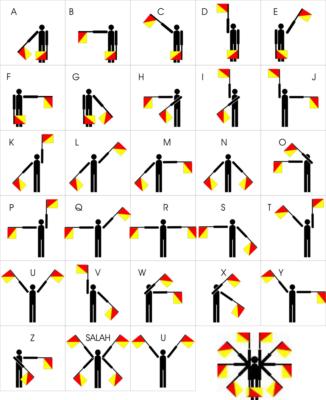 A B C D E
F G H I J
K L M N O
P Q R S T
U V W X Y
Z SALAH U